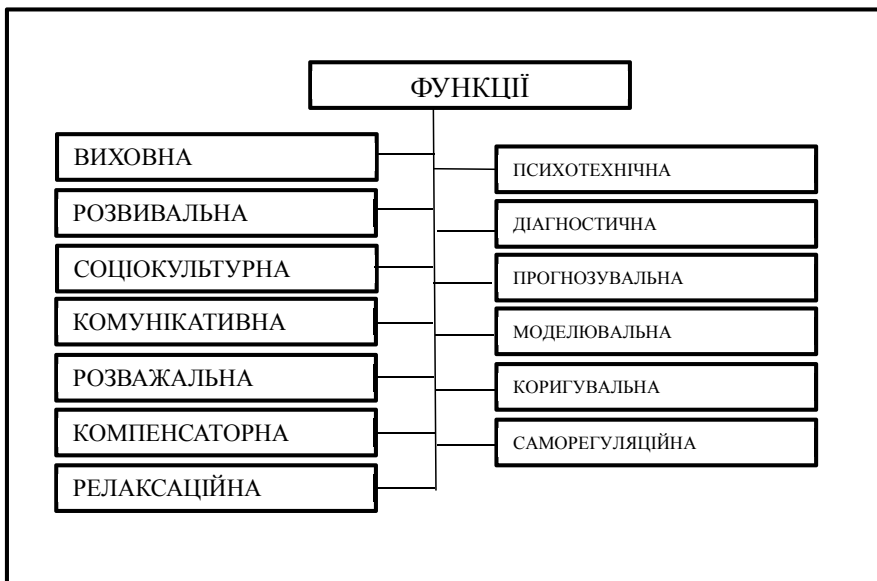 ФУНКЦІЇ
ВИХОВНА
РОЗВИВАЛЬНА
СОЦІОКУЛЬТУРНА
КОМУНІКАТИВНА
РОЗВАЖАЛЬНА
КОМПЕНСАТОРНА
РЕЛАКСАЦІЙНА
ПСИХОТЕХНІЧНА
ДІАГНОСТИЧНА
ПРОГНОЗУВАЛЬНА
МОДЕЛЮВАЛЬНА
КОРИГУВАЛЬНА
САМОРЕГУЛЯЦІЙНА